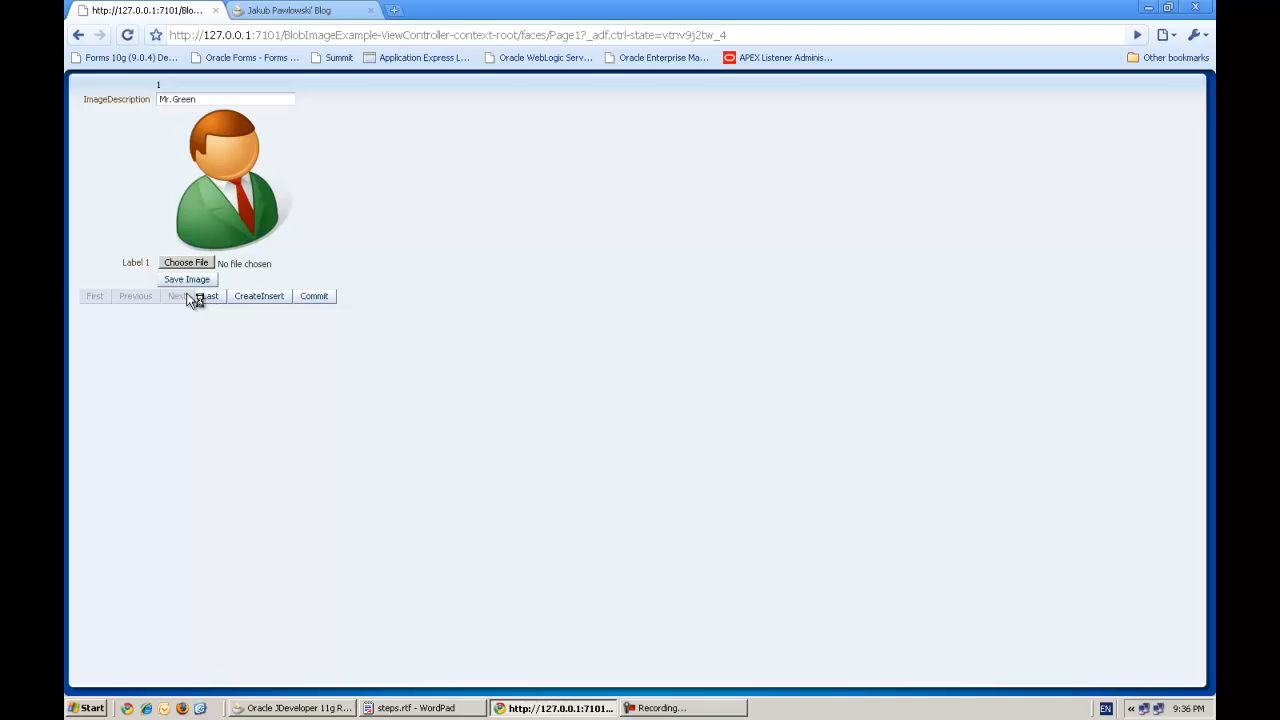 http://127.0.0.1:7101/Blo...
Jakub Pawlowski' Blog
http://127.0.0.1:7101/BlobImageExample-ViewController-context-root/faces/Page1?_adf.ctrl-state=vtrnv9j2tw_4
Forms 10g (9.0.4) De...
Oracle Forms - Forms ...
Summit
Application Express L...
Oracle WebLogic Serv...
Oracle Enterprise Ma...
APEX Listener Adminis...
Other bookmarks
1
ImageDescription
Mr.Green
Label 1
Choose File
No file chosen
Save Image
First
Previous
Next
Last
CreateInsert
Commit
Start
Oracle JDeveloper 11g R...
steps.rtf - WordPad
http://127.0.0.1:7101...
Recording...
EN
9:36 PM